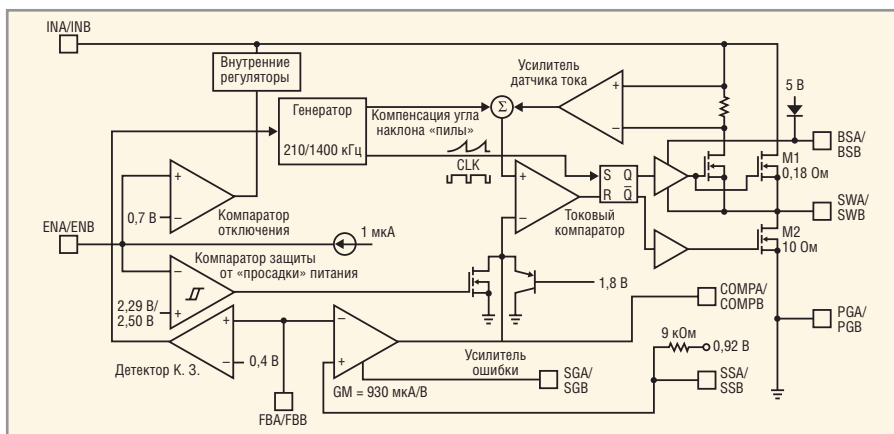 INA/INB
Внутренние
регуляторы
Генератор
210/1400 кГц
Компенсация угла
наклона «пилы»
CLK
Усилитель
датчика тока
Σ
+
–
5 В
BSA/
BSB
M1
0,18 Ом
SWA/
SWB
M2
10 Ом
PGA/
PGB
S Q
R Q̅
+
–
Токовый
компаратор
+
–
0,7 В
Компаратор
отключения
ENA/ENB
1 мкА
Компаратор защиты
от «просадки» питания
–
+
2,29 В/
2,50 В
1,8 В
COMPA/
COMPB
9 кОм
0,92 В
SSA/
SSB
+
–
0,4 В
Детектор К. З.
FBA/FBB
–
+
GM = 930 мкА/В
Усилитель
ошибки
SGA/
SGB